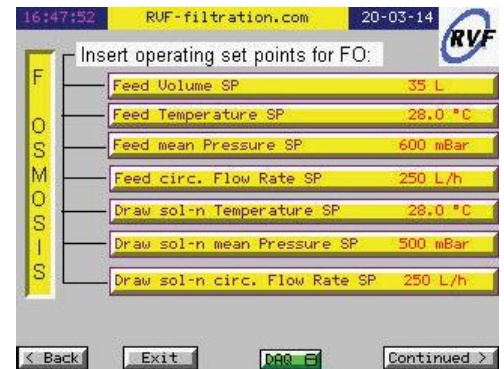 16:47:52 RVF-filtration.com 20-03-14
RVF
Insert operating set points for FO:
F OSMOSIS
Feed Volume SP 35 L
Feed Temperature SP 28.0 °C
Feed mean Pressure SP 600 mBar
Feed circ. Flow Rate SP 250 L/h
Draw sol-n Temperature SP 28.0 °C
Draw sol-n mean Pressure SP 500 mBar
Draw sol-n circ. Flow Rate SP 250 L/h
< Back Exit DAQ Continued >